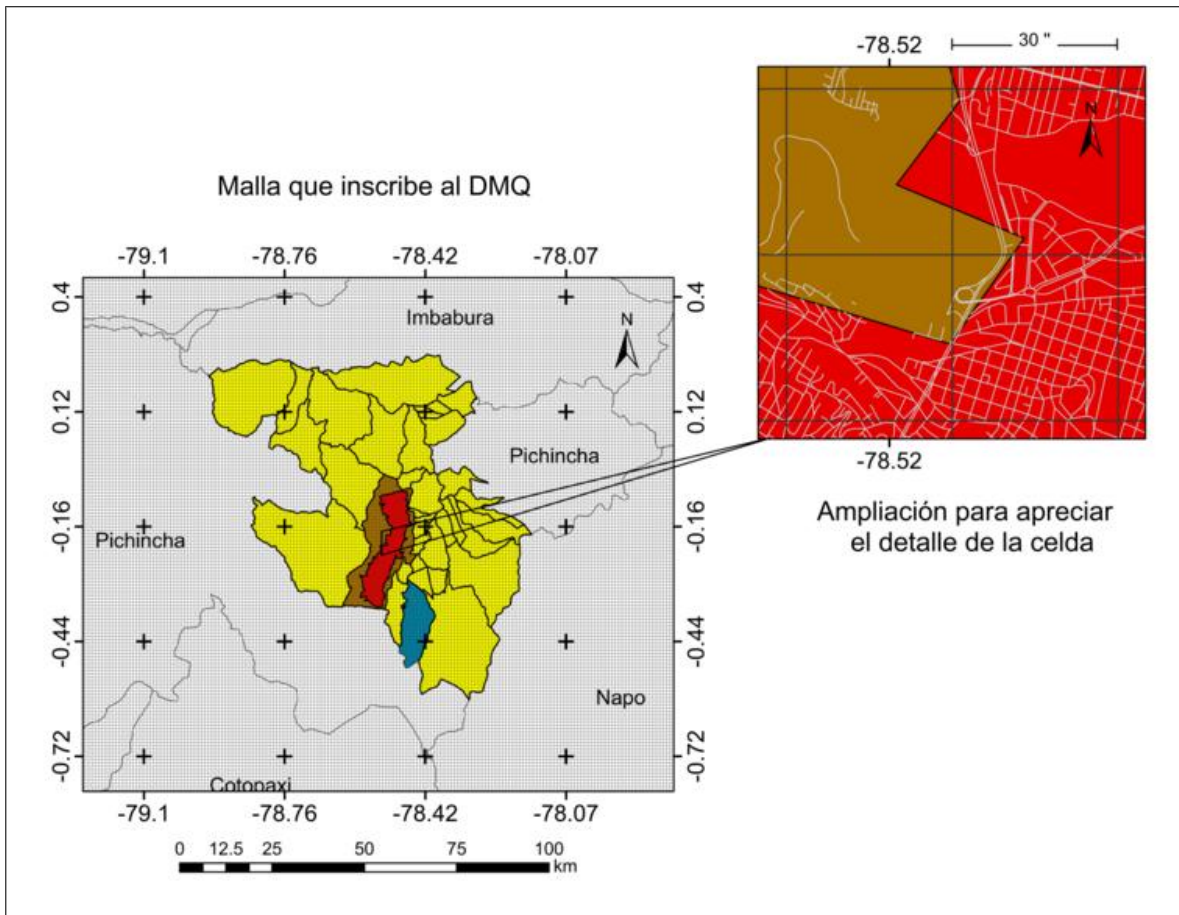 -78.52
30 "
N
-78.52
Ampliación para apreciar
el detalle de la celda
Malla que inscribe al DMQ
-79.1 -78.76 -78.42 -78.07
0.4 0.4
Imbabura
N
0.12 0.12
Pichincha
-0.16 -0.16
Pichincha
-0.44 -0.44
Napo
-0.72 -0.72
Cotopaxi
-79.1 -78.76 -78.42 -78.07
0 12.5 25 50 75 100
km